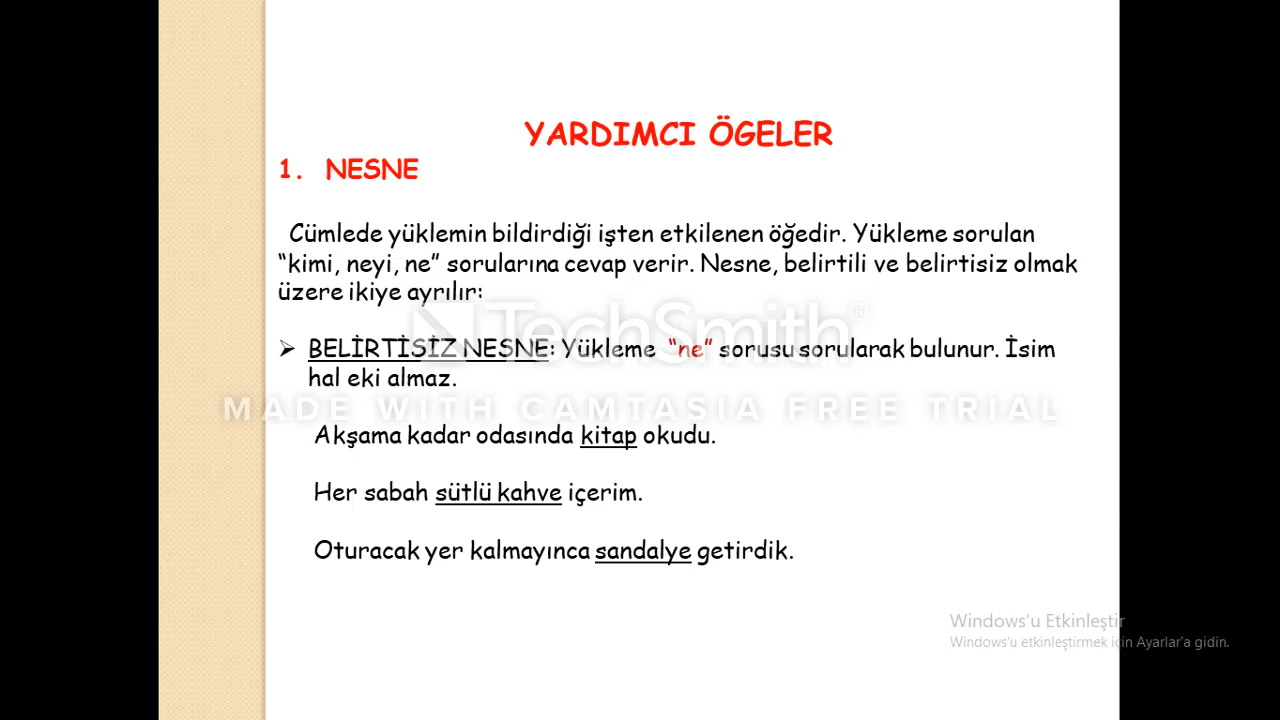 YARDIMCI ÖGELER
1. NESNE
Cümlede yüklemin bildirdiği işten etkilenen öğedir. Yükleme sorulan
“kimi, neyi, ne” sorularına cevap verir. Nesne, belirtili ve belirtisiz olmak
üzere ikiye ayrılır:
TechSmith®
➢ BELİRTİSİZ NESNE: Yükleme “ne” sorusu sorularak bulunur. İsim
hal eki almaz.
MADE WITH CAMTASIA FREE TRIAL
Akşama kadar odasında kitap okudu.
Her sabah sütlü kahve içerim.
Oturacak yer kalmayınca sandalye getirdik.
Windows'u Etkinleştir
Windows'u etkinleştirmek için Ayarlar'a gidin.